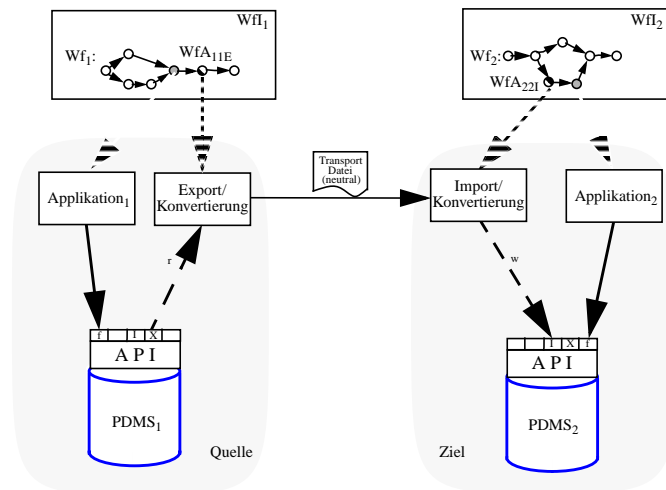 WfI₁
WfI₂
Wf₁:
WfA₁₁E
Wf₂:
WfA₂₂I
Transport
Datei
(neutral)
Applikation₁
Export/
Konvertierung
Import/
Konvertierung
Applikation₂
r
w
f I X
A P I
I X f
A P I
PDMS₁
PDMS₂
Quelle
Ziel